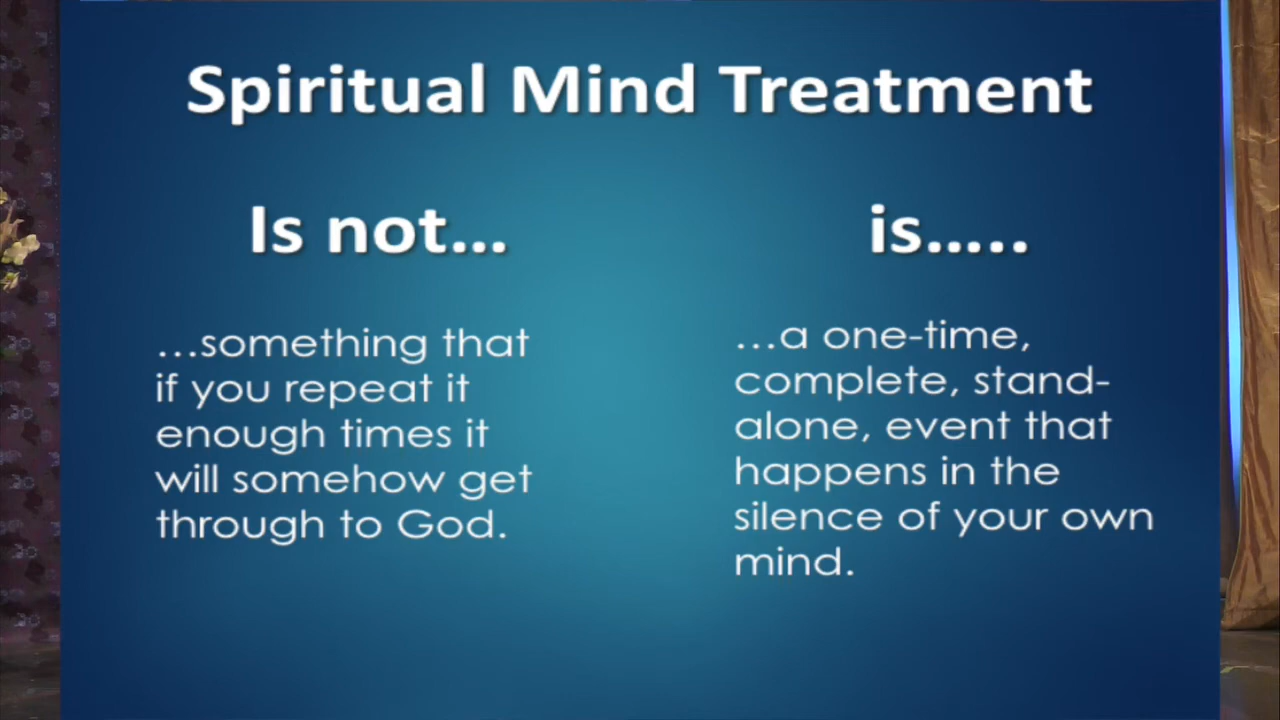 Spiritual Mind Treatment
Is not...
...something that
if you repeat it
enough times it
will somehow get
through to God.
is.....
...a one-time,
complete, stand-
alone, event that
happens in the
silence of your own
mind.